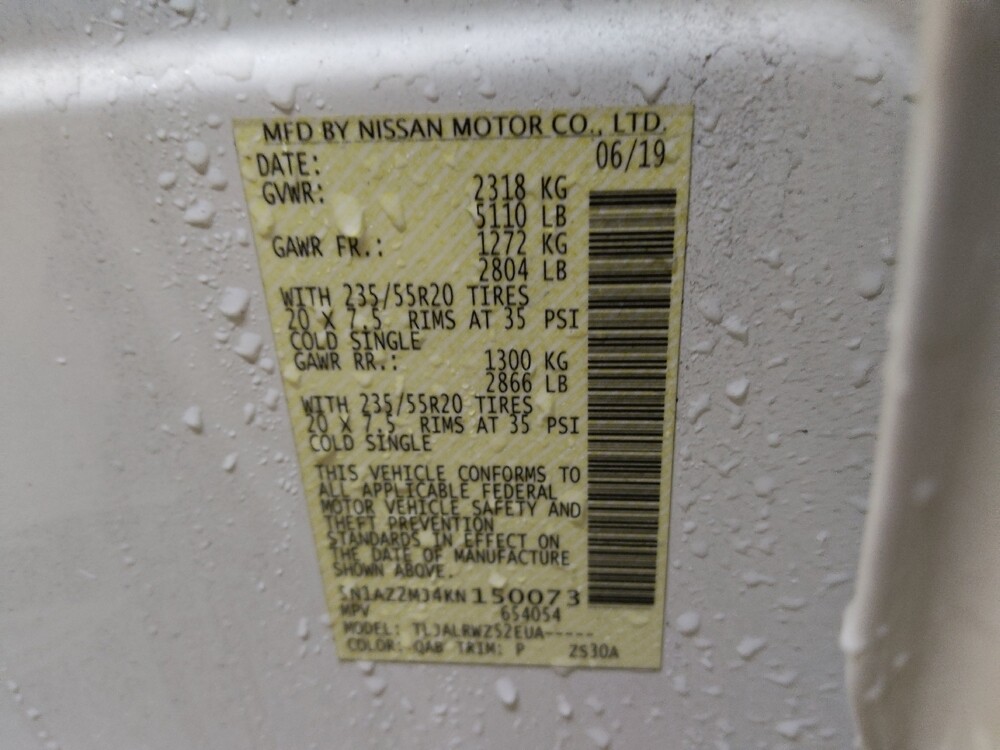 MFD BY NISSAN MOTOR CO., LTD.
DATE: 06/19
GVWR: 2318 KG
5110 LB
GAWR FR.: 1272 KG
2804 LB
WITH 235/55R20 TIRES
20 X 7.5 RIMS AT 35 PSI
COLD SINGLE
GAWR RR.: 1300 KG
2866 LB
WITH 235/55R20 TIRES
20 X 7.5 RIMS AT 35 PSI
COLD SINGLE
THIS VEHICLE CONFORMS TO
ALL APPLICABLE FEDERAL
MOTOR VEHICLE SAFETY AND
THEFT PREVENTION
STANDARDS IN EFFECT ON
THE DATE OF MANUFACTURE
SHOWN ABOVE.
5N1AZ2MJ4KN150073
MPV 654054
MODEL: TLJALRWZ52EUA-----
COLOR: QAB TRIM: P ZS30A